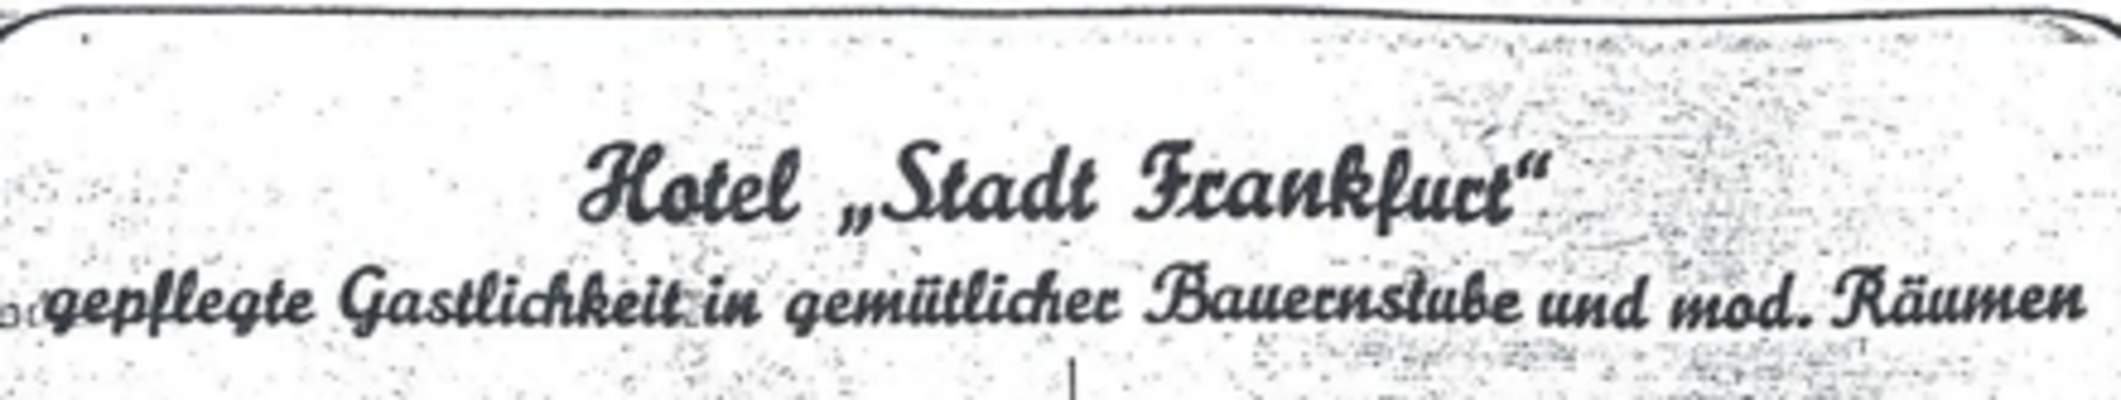 Hotel „Stadt Frankfurt“
gepflegte Gastlichkeit in gemütlicher Bauernstube und mod. Räumen